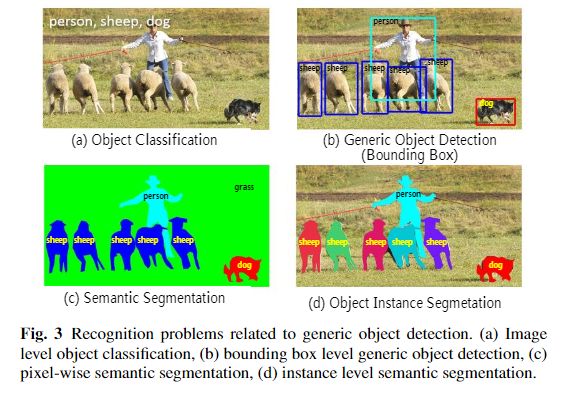 person, sheep, dog
person
sheep
sheep
sheep
sheep
sheep
dog
(a) Object Classification
(b) Generic Object Detection
(Bounding Box)
grass
person
sheep
sheep
sheep
sheep
sheep
dog
person
sheep
sheep
sheep
sheep
sheep
dog
(c) Semantic Segmentation
(d) Object Instance Segmetation
Fig. 3 Recognition problems related to generic object detection. (a) Image
level object classification, (b) bounding box level generic object detection, (c)
pixel-wise semantic segmentation, (d) instance level semantic segmentation.